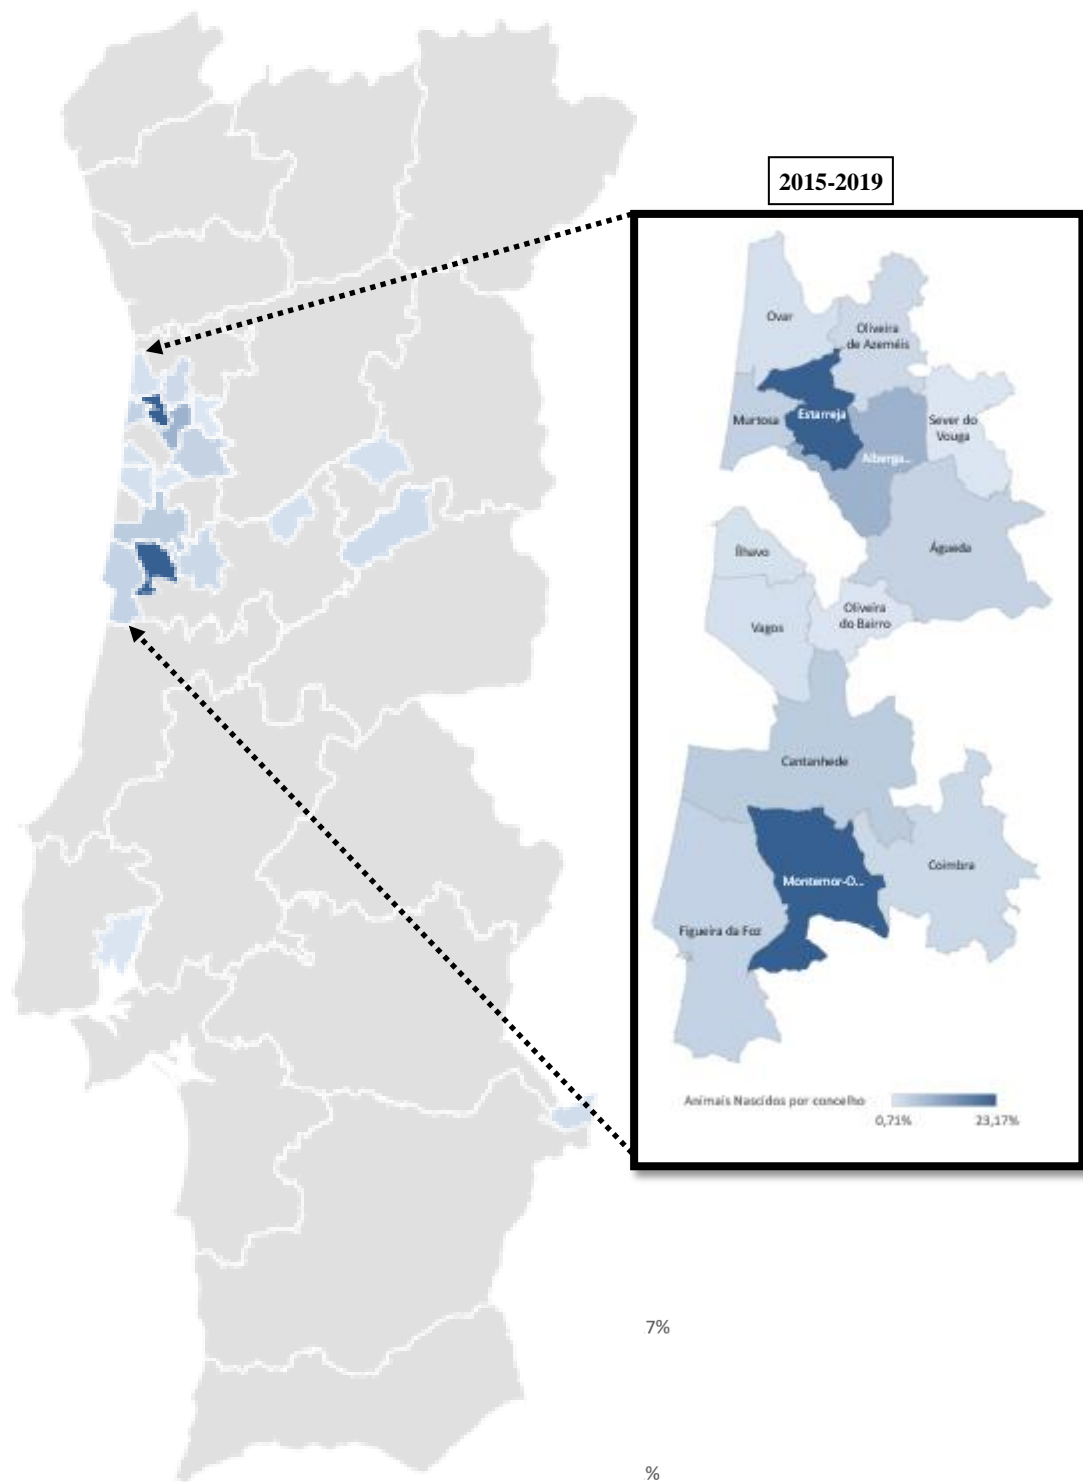 2015-2019
Ovar
Oliveira
de Azeméis
Murtosa
Estarreja
Sever do
Vouga
Alberga...
Águeda
Ílhavo
Oliveira
do Bairro
Vagos
Cantanhede
Coimbra
Montemor-O...
Figueira da Foz
Animais Nascidos por concelho
0,71%
23,17%
7%
%